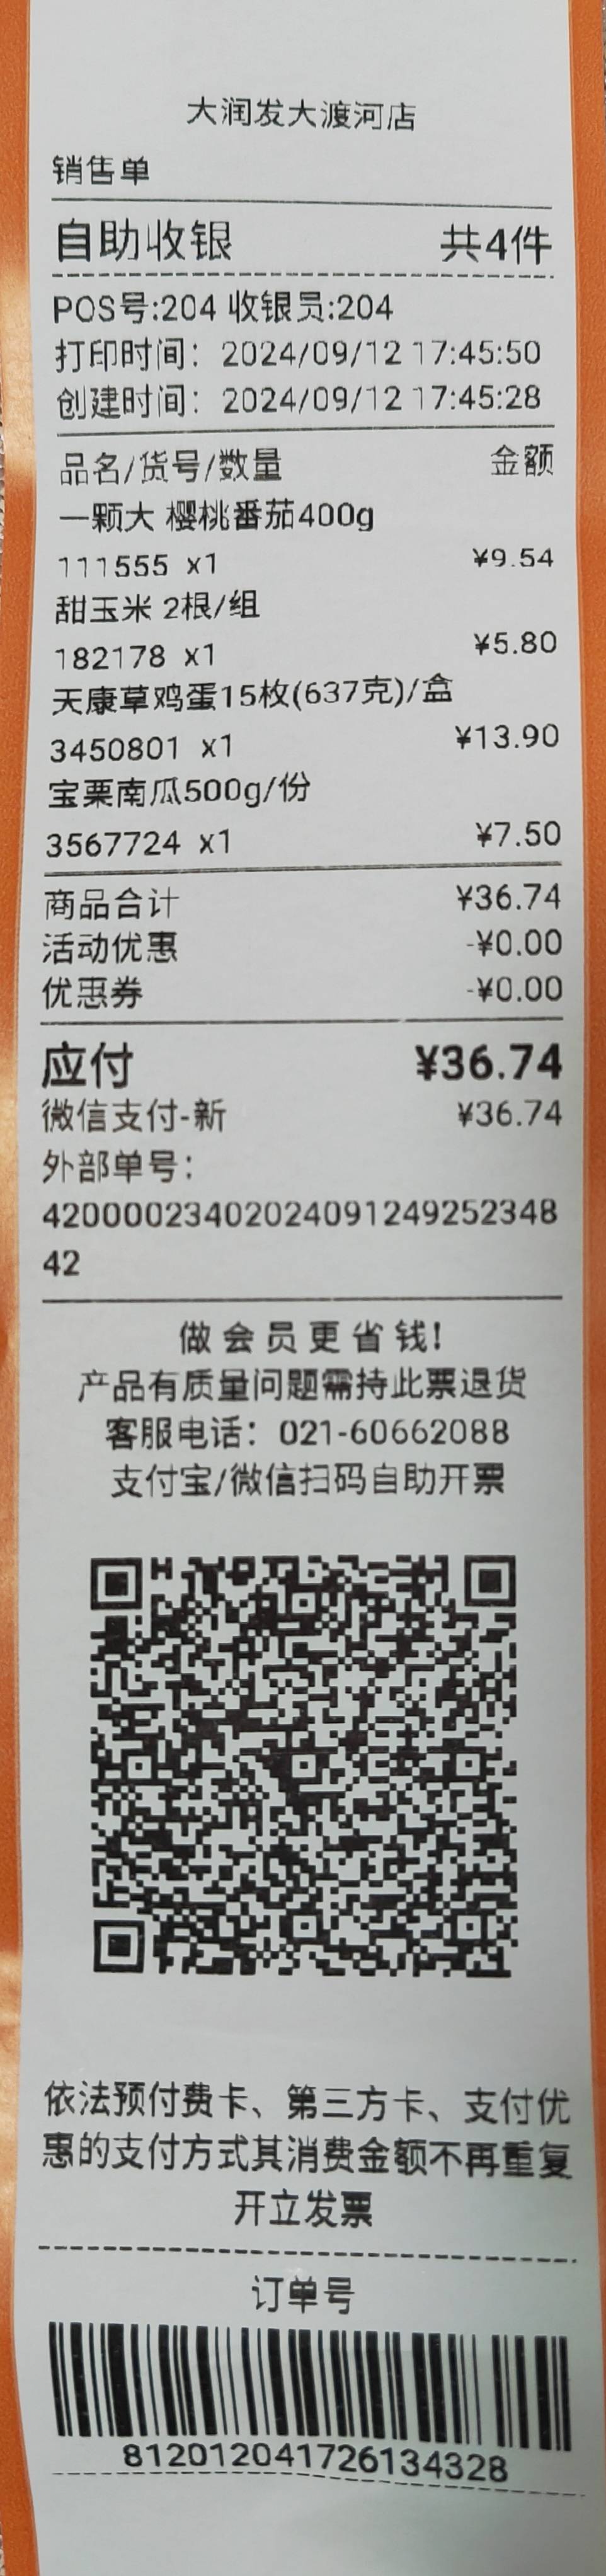 大润发大渡河店
销售单
自助收银 共4件
POS号:204 收银员:204
打印时间：2024/09/12 17:45:50
创建时间：2024/09/12 17:45:28
品名/货号/数量 金额
一颗大 樱桃番茄400g
111555 x1 ¥9.54
甜玉米 2根/组
182178 x1 ¥5.80
天康草鸡蛋15枚(637克)/盒
3450801 x1 ¥13.90
宝栗南瓜500g/份
3567724 x1 ¥7.50
商品合计 ¥36.74
活动优惠 -¥0.00
优惠券 -¥0.00
应付 ¥36.74
微信支付-新 ¥36.74
外部单号：
42000023402024091249252348
42
做会员更省钱!
产品有质量问题需持此票退货
客服电话：021-60662088
支付宝/微信扫码自助开票
依法预付费卡、第三方卡、支付优
惠的支付方式其消费金额不再重复
开立发票
订单号
812012041726134328